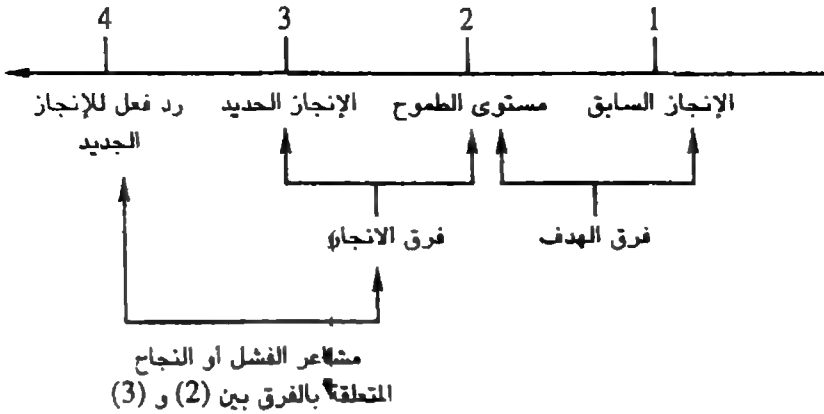 1 2 3 4
الإنجاز السابق
مستوى الطموح
الإنجاز الجديد
رد فعل للإنجاز
الجديد
فرق الهدف
فرق الانجاز
مشاعر الفشل أو النجاح
المتعلقة بالفرق بين (2) و (3)